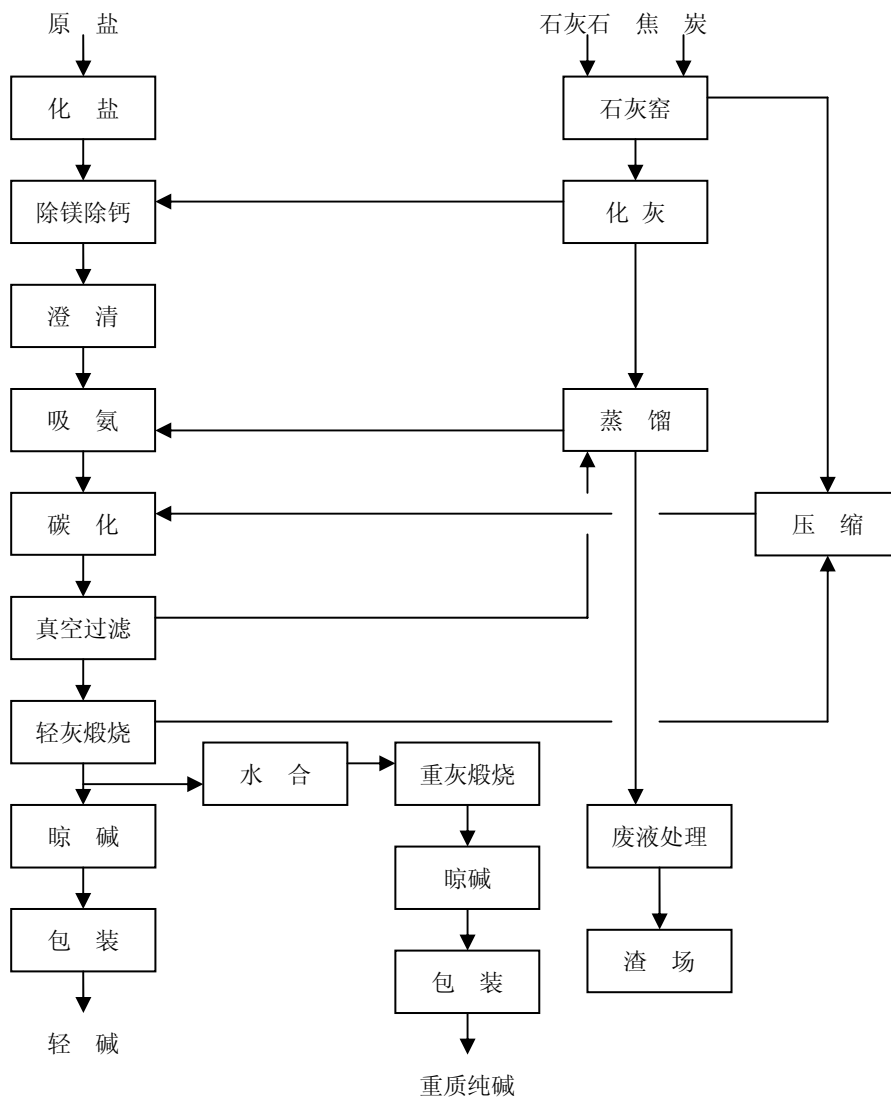 原 盐
石灰石 焦 炭
化 盐
石灰窑
除镁除钙
化 灰
澄 清
吸 氨
蒸 馏
碳 化
压 缩
真空过滤
轻灰煅烧
水 合
重灰煅烧
晾 碱
废液处理
晾碱
包 装
渣 场
包 装
轻 碱
重质纯碱